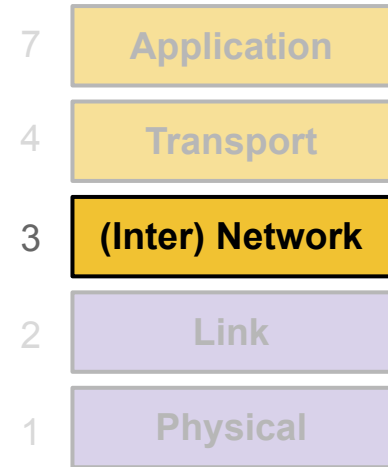 7 Application
4 Transport
3 (Inter) Network
2 Link
1 Physical